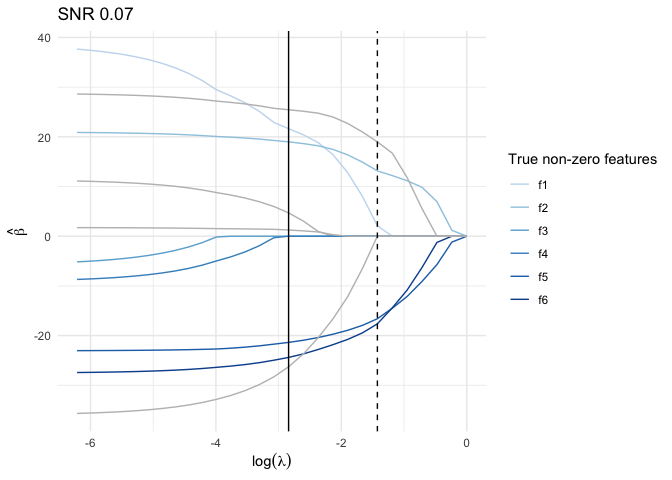 SNR 0.07
40
20
0
-20
β̂
-6
-4
-2
0
log(λ)
True non-zero features
f1
f2
f3
f4
f5
f6